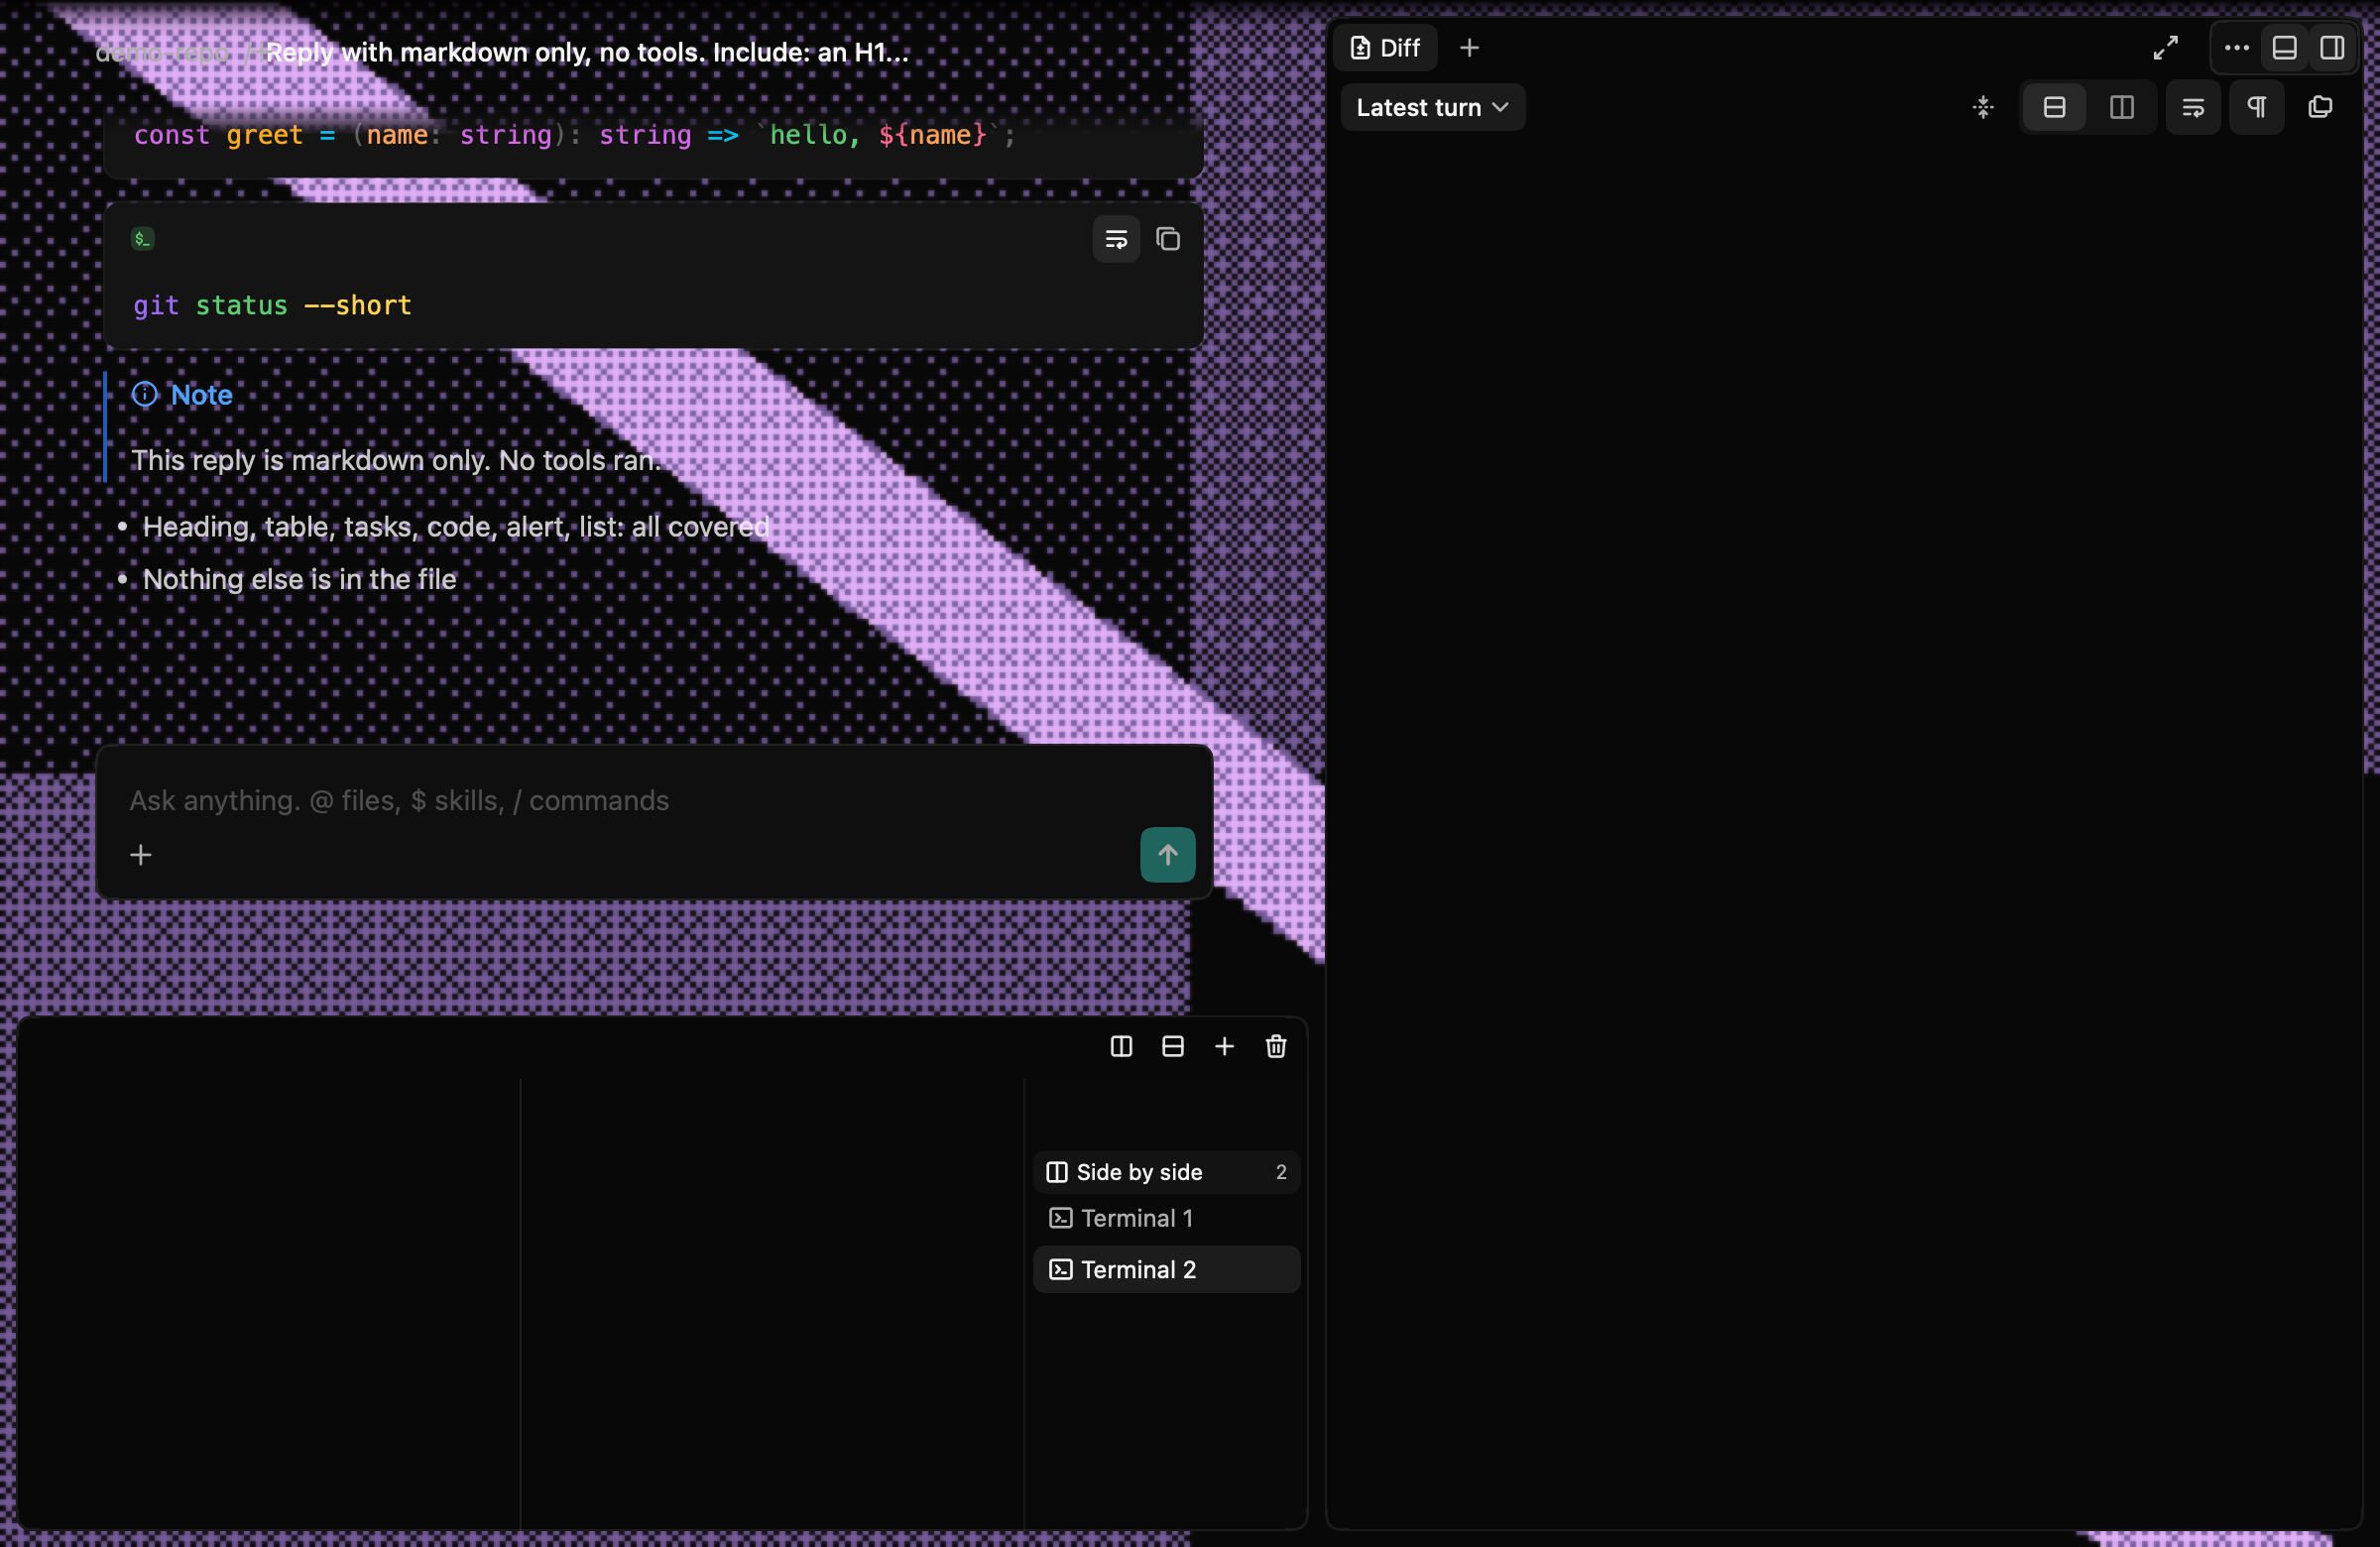 demo-repo / Reply with markdown only, no tools. Include: an H1...
const greet = (name: string): string => `hello, ${name}`;
$_
git status --short
Note
This reply is markdown only. No tools ran.
• Heading, table, tasks, code, alert, list: all covered
• Nothing else is in the file
Ask anything. @ files, $ skills, / commands
Side by side 2
Terminal 1
Terminal 2
Diff
Latest turn